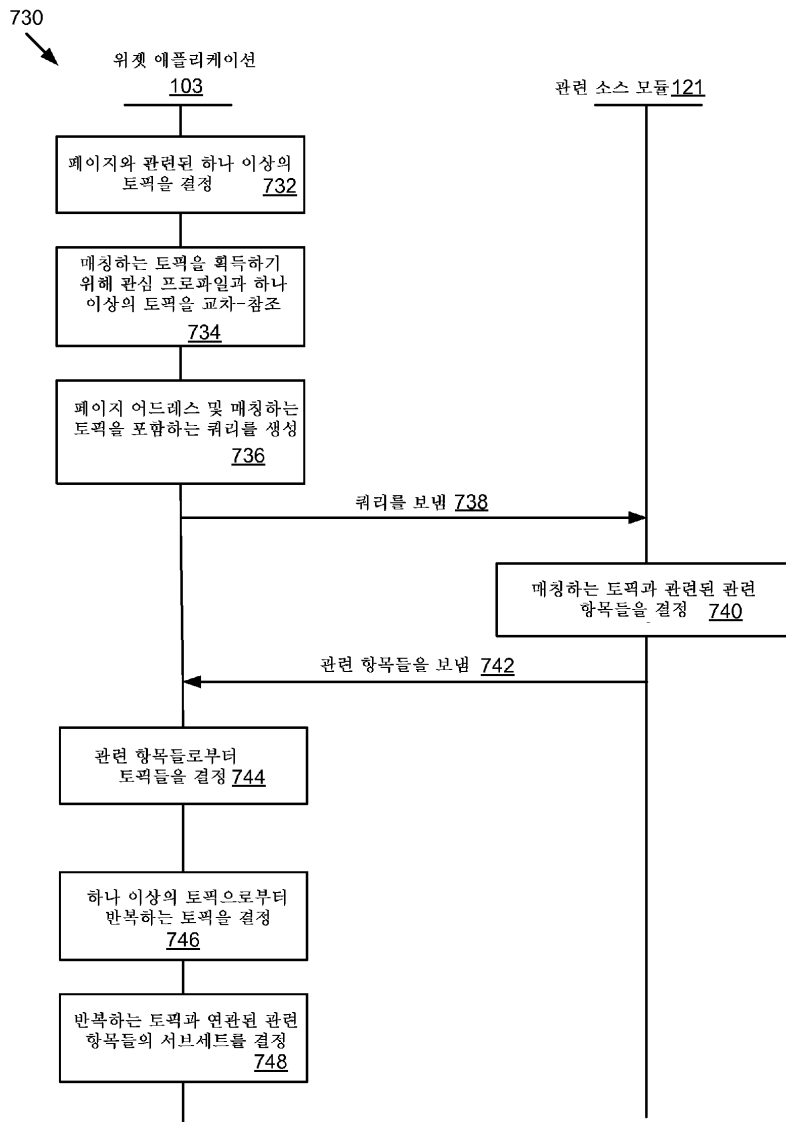 730
위젯 애플리케이션
103
관련 소스 모듈 121
페이지와 관련된 하나 이상의
토픽을 결정 732
매칭하는 토픽을 획득하기
위해 관심 프로파일과 하나
이상의 토픽을 교차-참조
734
페이지 어드레스 및 매칭하는
토픽을 포함하는 쿼리를 생성
736
쿼리를 보냄 738
매칭하는 토픽과 관련된 관련
항목들을 결정 740
관련 항목들을 보냄 742
관련 항목들로부터
토픽들을 결정 744
하나 이상의 토픽으로부터
반복하는 토픽을 결정
746
반복하는 토픽과 연관된 관련
항목들의 서브세트를 결정
748